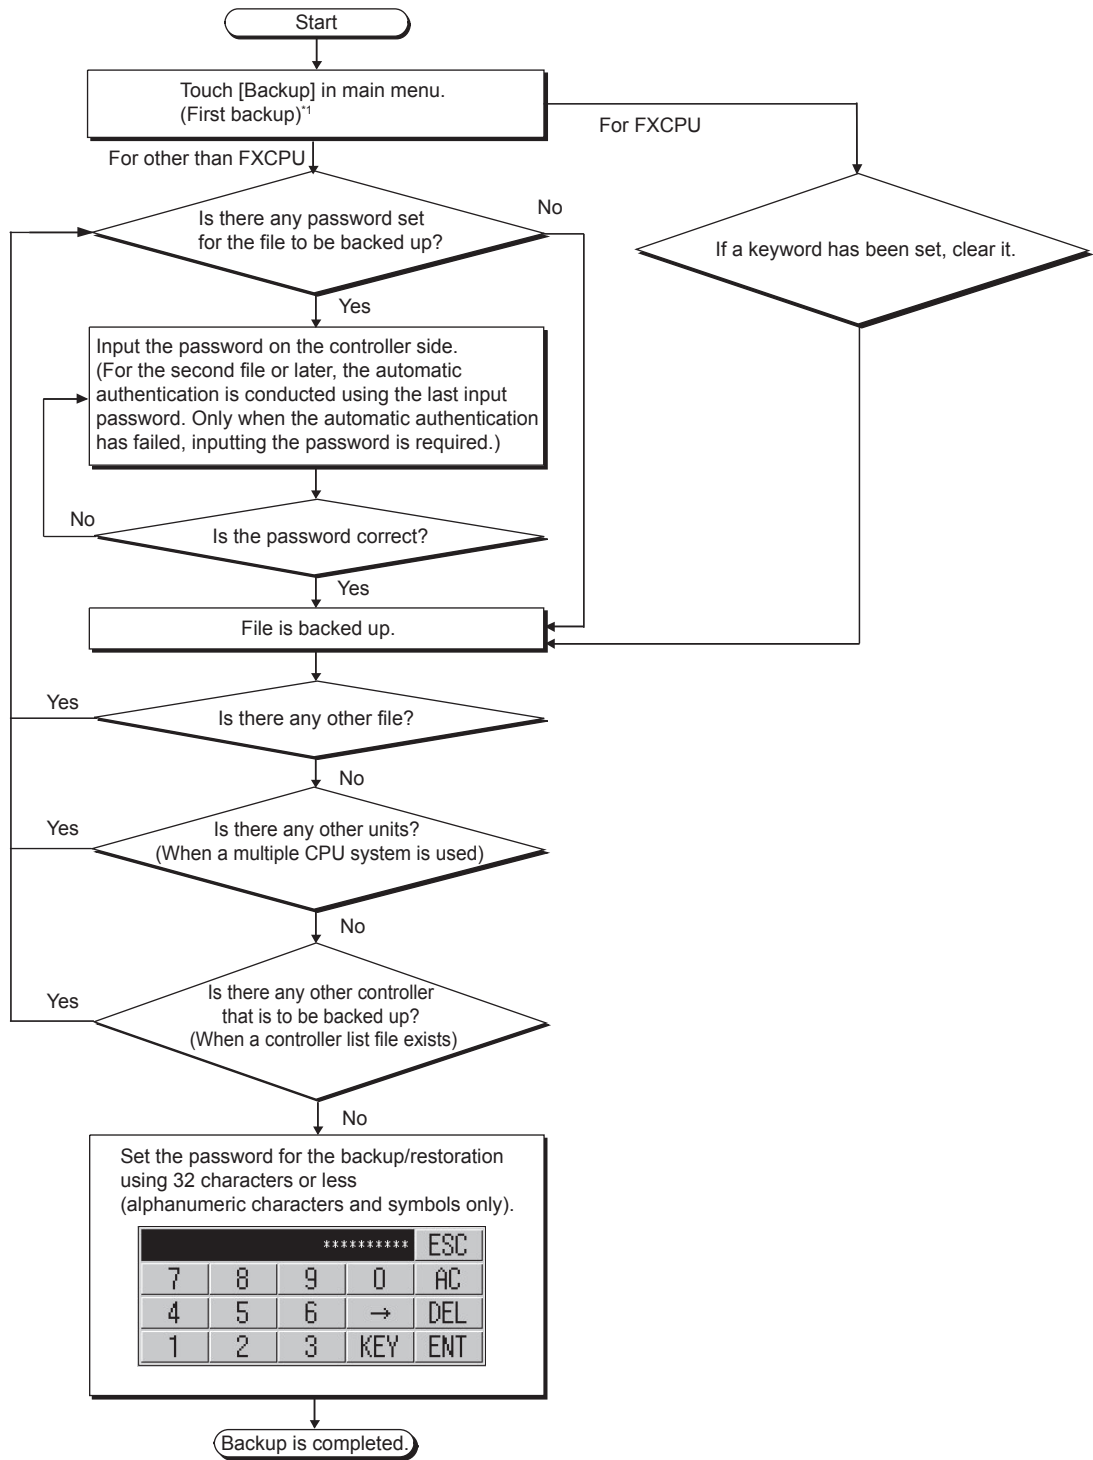 Start
Touch [Backup] in main menu.
(First backup)*1
For FXCPU
For other than FXCPU
Is there any password set
for the file to be backed up?
No
If a keyword has been set, clear it.
Yes
Input the password on the controller side.
(For the second file or later, the automatic
authentication is conducted using the last input
password. Only when the automatic authentication
has failed, inputting the password is required.)
No
Is the password correct?
Yes
File is backed up.
Yes
Is there any other file?
No
Yes
Is there any other units?
(When a multiple CPU system is used)
No
Yes
Is there any other controller
that is to be backed up?
(When a controller list file exists)
No
Set the password for the backup/restoration
using 32 characters or less
(alphanumeric characters and symbols only).
********** ESC
7 8 9 0 AC
4 5 6 → DEL
1 2 3 KEY ENT
Backup is completed.